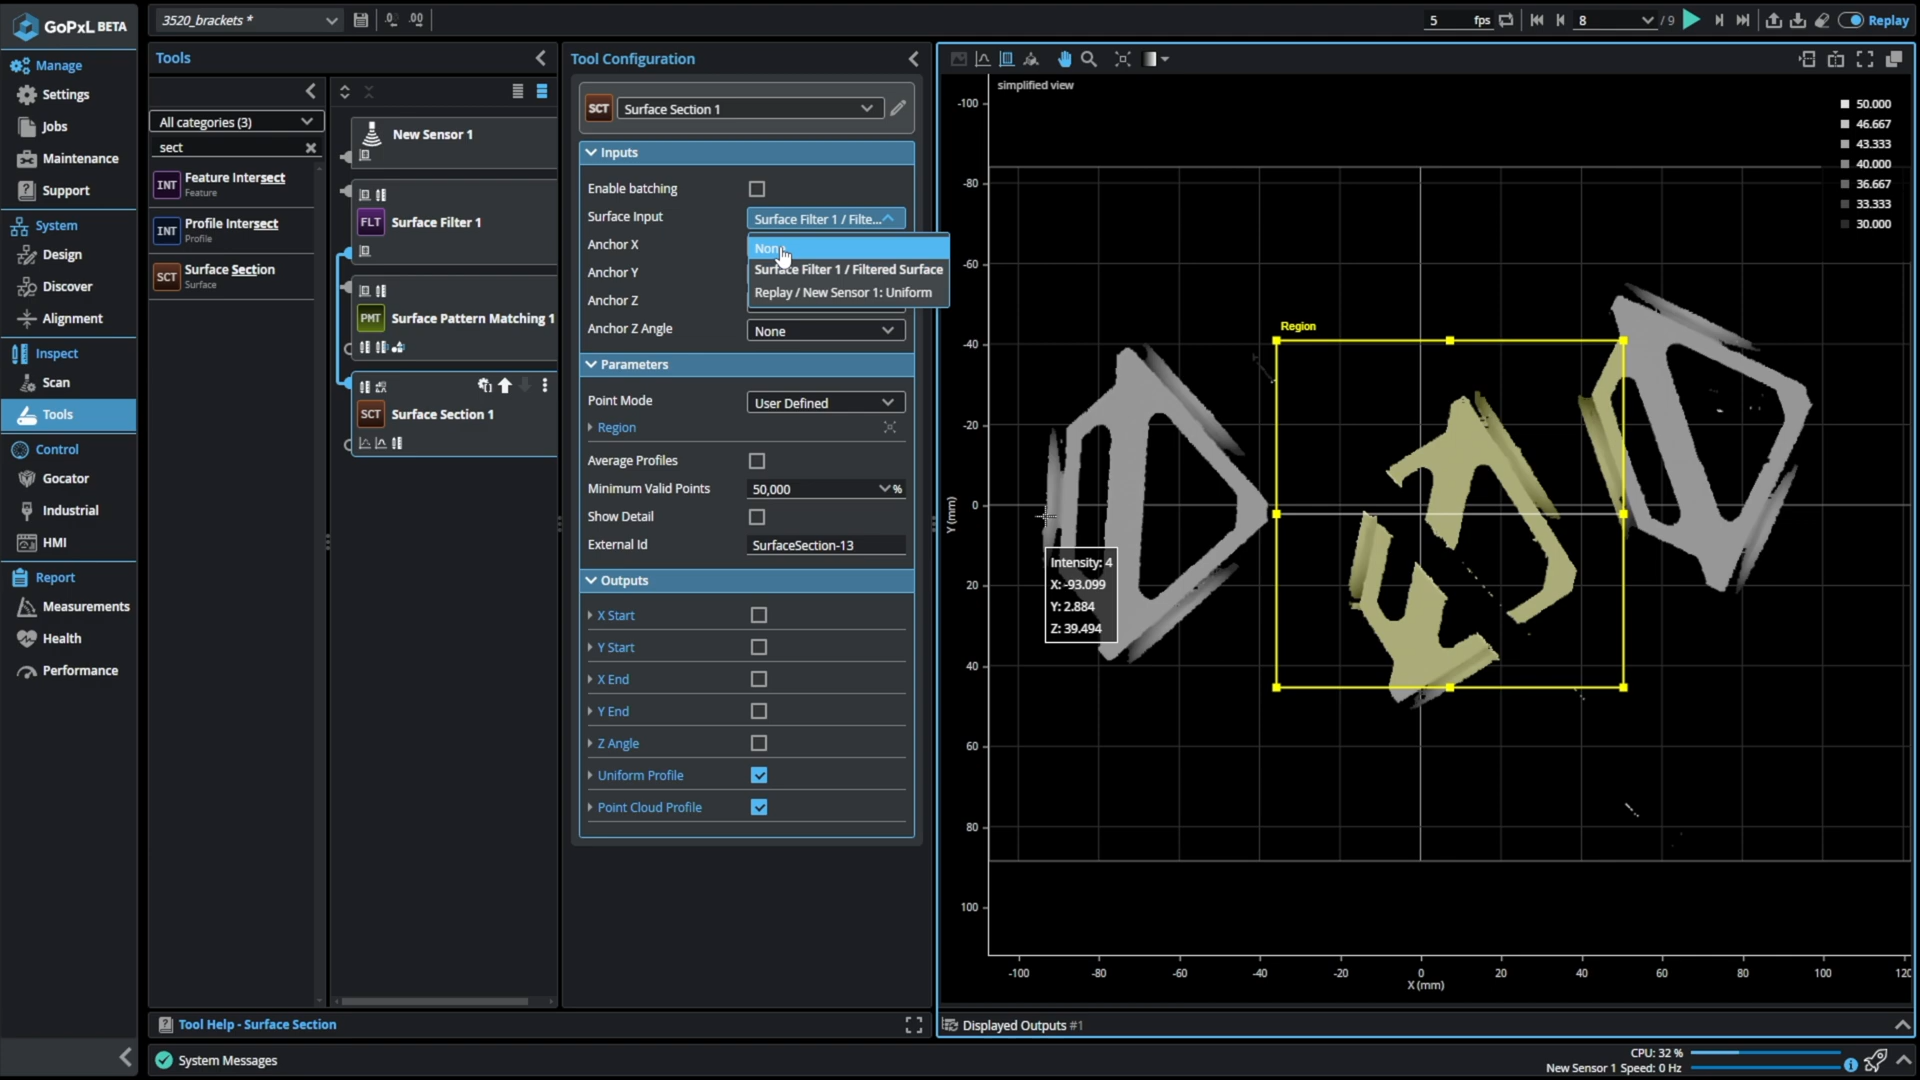 GoPxL BETA
3520_brackets *
5 fps
8 / 9
Replay
Manage
Settings
Jobs
Maintenance
Support
System
Design
Discover
Alignment
Inspect
Scan
Tools
Control
Gocator
Industrial
HMI
Report
Measurements
Health
Performance
Tools
All categories (3)
sect
INT Feature Intersect
Feature
INT Profile Intersect
Profile
SCT Surface Section
Surface
New Sensor 1
FLT Surface Filter 1
PMT Surface Pattern Matching 1
SCT Surface Section 1
Tool Configuration
SCT Surface Section 1
Inputs
Enable batching
Surface Input Surface Filter 1 / Filte...
Anchor X
Anchor Y
Anchor Z
Anchor Z Angle None
Surface Filter 1 / Filtered Surface
Replay / New Sensor 1: Uniform
Parameters
Point Mode User Defined
Region
Average Profiles
Minimum Valid Points 50,000 %
Show Detail
External Id SurfaceSection-13
Outputs
X Start
Y Start
X End
Y End
Z Angle
Uniform Profile
Point Cloud Profile
simplified view
50.000
46.667
43.333
40.000
36.667
33.333
30.000
-100
-80
-60
-40
-20
0
20
40
60
80
100
Y (mm)
Region
Intensity: 4
X: -93.099
Y: 2.884
Z: 39.494
-100 -80 -60 -40 -20 0 20 40 60 80 100
X (mm)
Tool Help - Surface Section
Displayed Outputs #1
System Messages
CPU: 32 %
New Sensor 1 Speed: 0 Hz